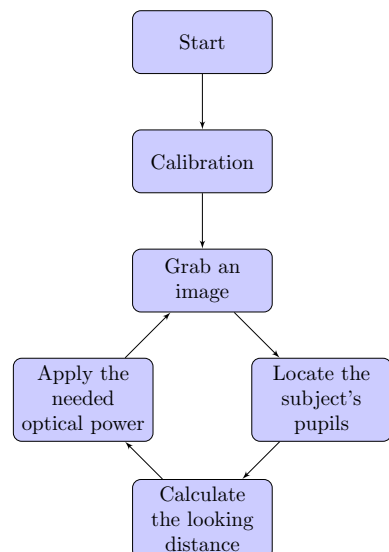 Start
Calibration
Grab an
image
Apply the
needed
optical power
Locate the
subject's
pupils
Calculate
the looking
distance